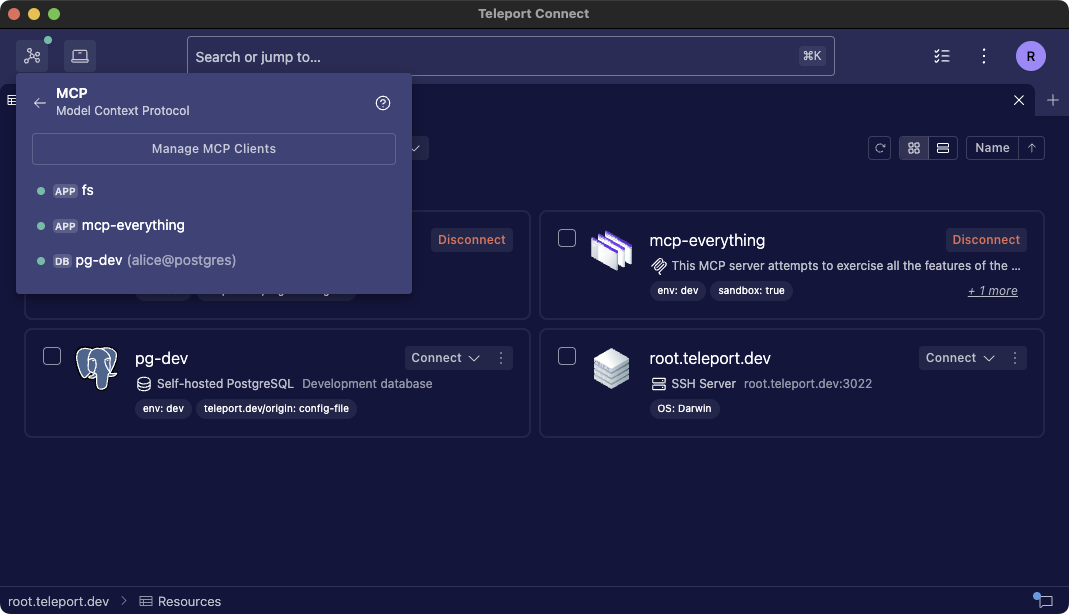 Teleport Connect
Search or jump to...
⌘K
R
MCP
Model Context Protocol
Manage MCP Clients
APP fs
APP mcp-everything
DB pg-dev (alice@postgres)
Name
Disconnect
mcp-everything
Disconnect
This MCP server attempts to exercise all the features of the ...
env: dev
sandbox: true
+ 1 more
pg-dev
Connect
Self-hosted PostgreSQL Development database
env: dev
teleport.dev/origin: config-file
root.teleport.dev
Connect
SSH Server root.teleport.dev:3022
OS: Darwin
root.teleport.dev > Resources